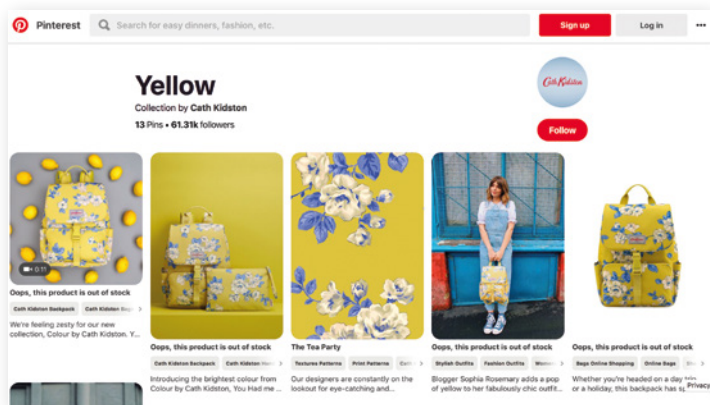 Pinterest
Search for easy dinners, fashion, etc.
Sign up
Log in
Yellow
Collection by Cath Kidston
13 Pins • 61.31k followers
Cath Kidston
Follow
0:11
Oops, this product is out of stock
Cath Kidston Backpack
Cath Kidston
We're feeling zesty for our new
collection, Colour by Cath Kidston. Y...
Oops, this product is out of stock
Cath Kidston Backpack
Cath Kidston
Introducing the brightest colour from
Colour by Cath Kidston, You Had me ...
The Tea Party
Textures Patterns
Print Patterns
Our designers are constantly on the
lookout for eye-catching and...
Oops, this product is out of stock
Stylish Outfits
Fashion Outfits
Blogger Sophia Rosemary adds a pop
of yellow to her fabulously chic outfit...
Oops, this product is out of stock
Bags Online Shopping
Online Bags
Whether you're headed on a day trip
or a holiday, this backpack has
Privacy